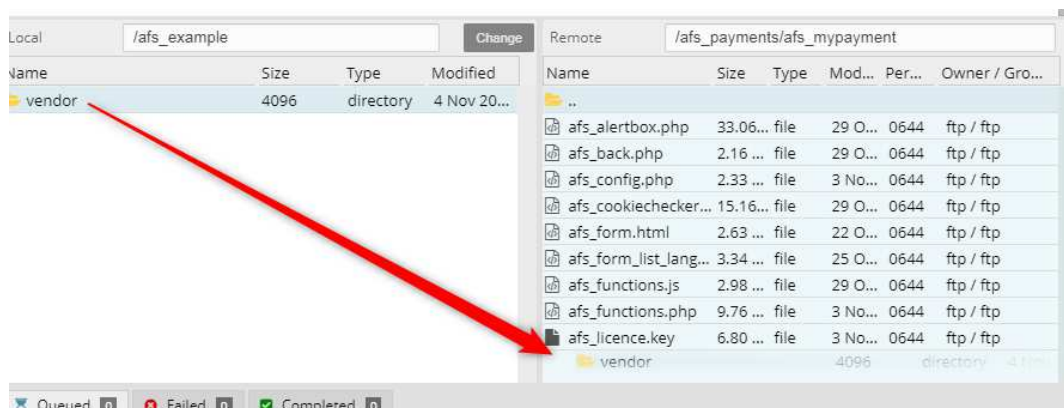 Local /afs_example Change Remote /afs_payments/afs_mypayment
Name Size Type Modified Name Size Type Mod... Per... Owner / Gro...
vendor 4096 directory 4 Nov 20... ..
afs_alertbox.php 33.06... file 29 O... 0644 ftp / ftp
afs_back.php 2.16 ... file 29 O... 0644 ftp / ftp
afs_config.php 2.33 ... file 3 No... 0644 ftp / ftp
afs_cookiechecker... 15.16... file 29 O... 0644 ftp / ftp
afs_form.html 2.63 ... file 22 O... 0644 ftp / ftp
afs_form_list_lang... 3.34 ... file 25 O... 0644 ftp / ftp
afs_functions.js 2.98 ... file 29 O... 0644 ftp / ftp
afs_functions.php 9.76 ... file 3 No... 0644 ftp / ftp
afs_licence.key 6.80 ... file 3 No... 0644 ftp / ftp
vendor 4096 directory
Queued 0 Failed 0 Completed 0